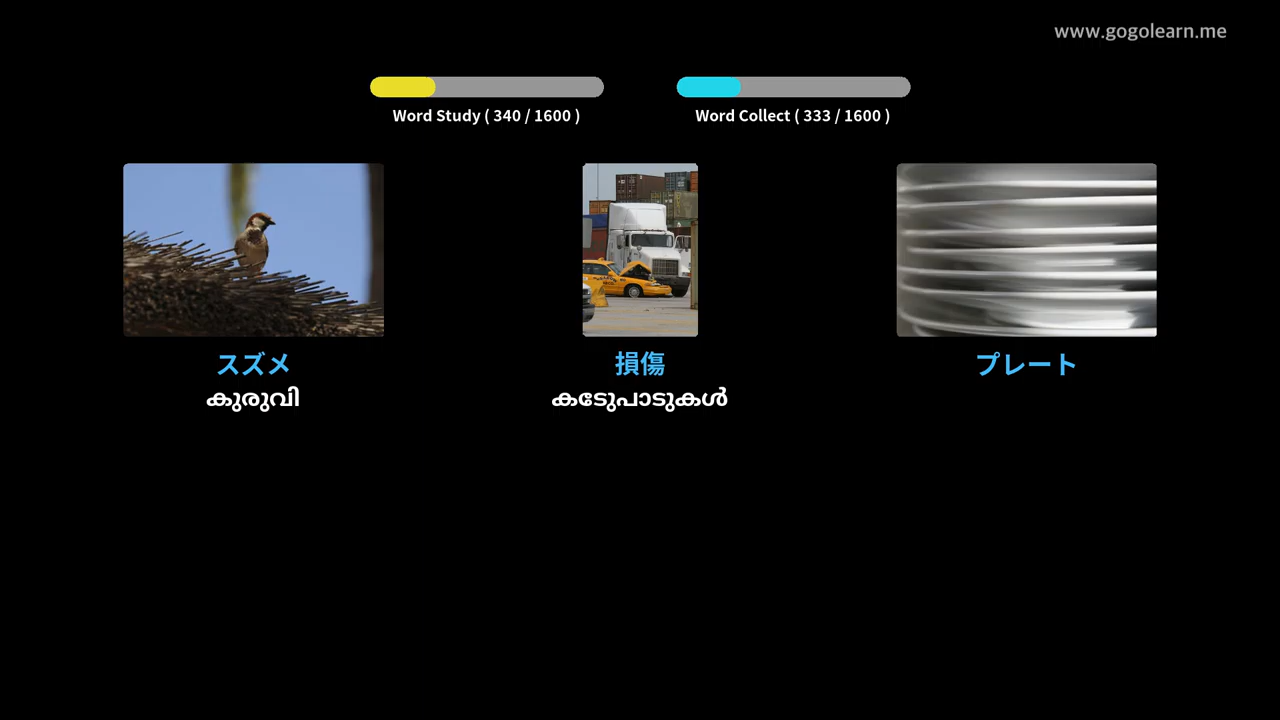 www.gogolearn.me
Word Study ( 340 / 1600 )
Word Collect ( 333 / 1600 )
スズメ
損傷
プレート
കുരുവി
കേടുപാടുകൾ